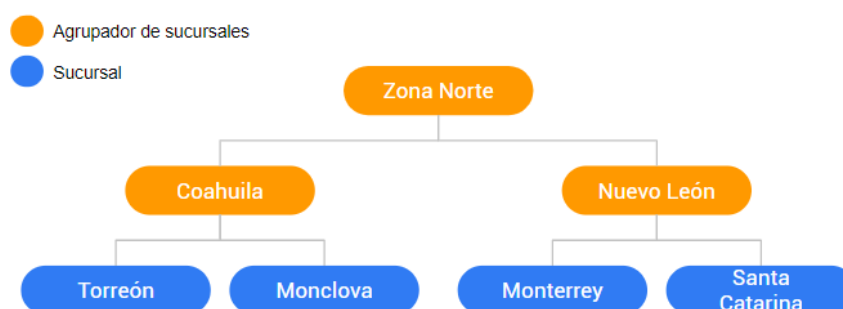 Agrupador de sucursales
Sucursal
Zona Norte
Coahuila
Nuevo León
Torreón
Monclova
Monterrey
Santa
Catarina